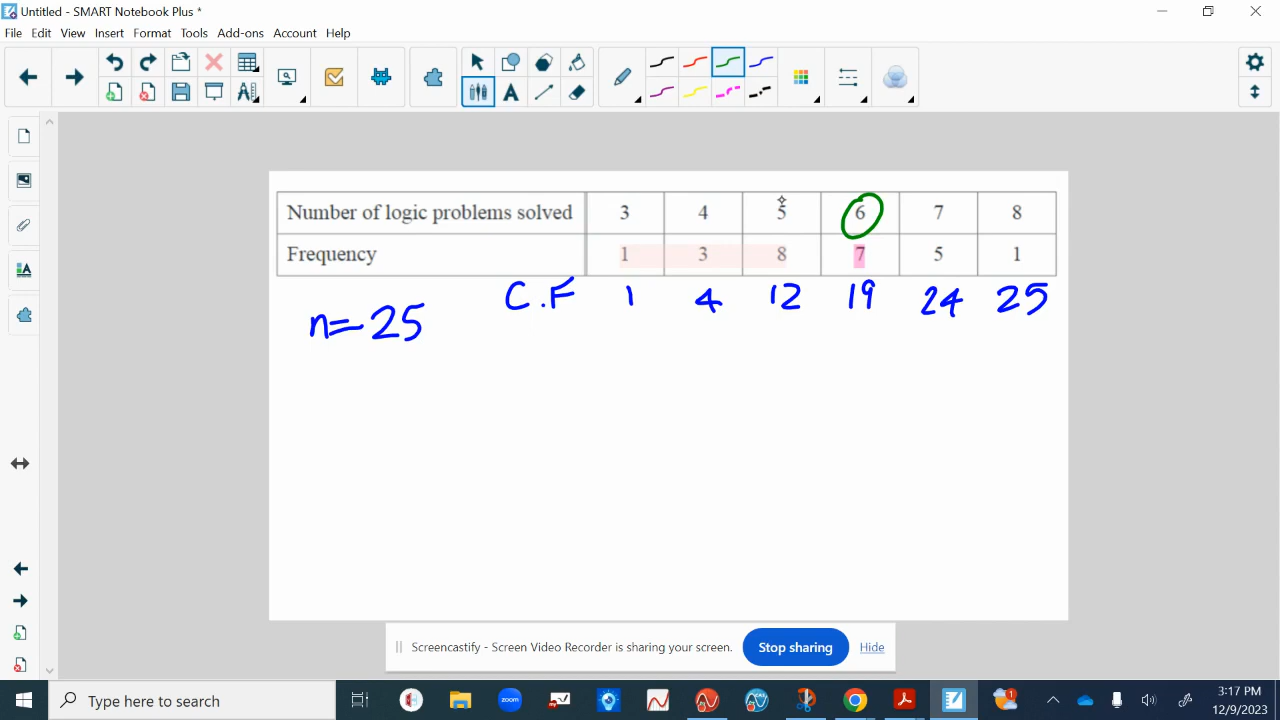 Untitled - SMART Notebook Plus *
File Edit View Insert Format Tools Add-ons Account Help
Number of logic problems solved 3 4 5 6 7 8
Frequency 1 3 8 7 5 1
C.F 1 4 12 19 24 25
n=25
Screencastify - Screen Video Recorder is sharing your screen. Stop sharing Hide
Type here to search
zoom
1
3:17 PM
12/9/2023